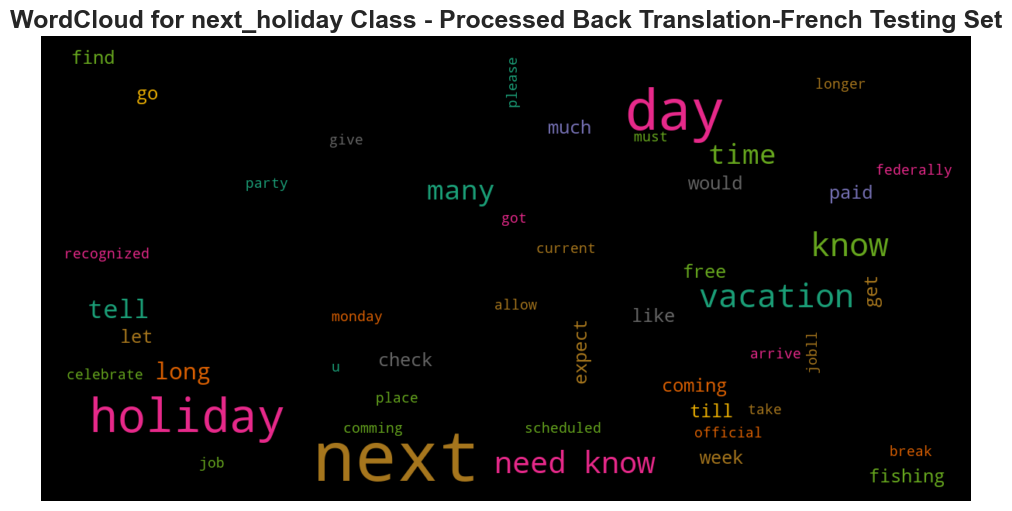 WordCloud for next_holiday Class - Processed Back Translation-French Testing Set
find
please
longer
go
day
much
must
give
time
federally
party
would
many
paid
got
know
recognized
current
free
vacation
get
tell
allow
like
monday
let
expect
jobll
check
arrive
u
celebrate
long
coming
holiday
place
till
take
comming
scheduled
official
next
need know
week
break
job
fishing